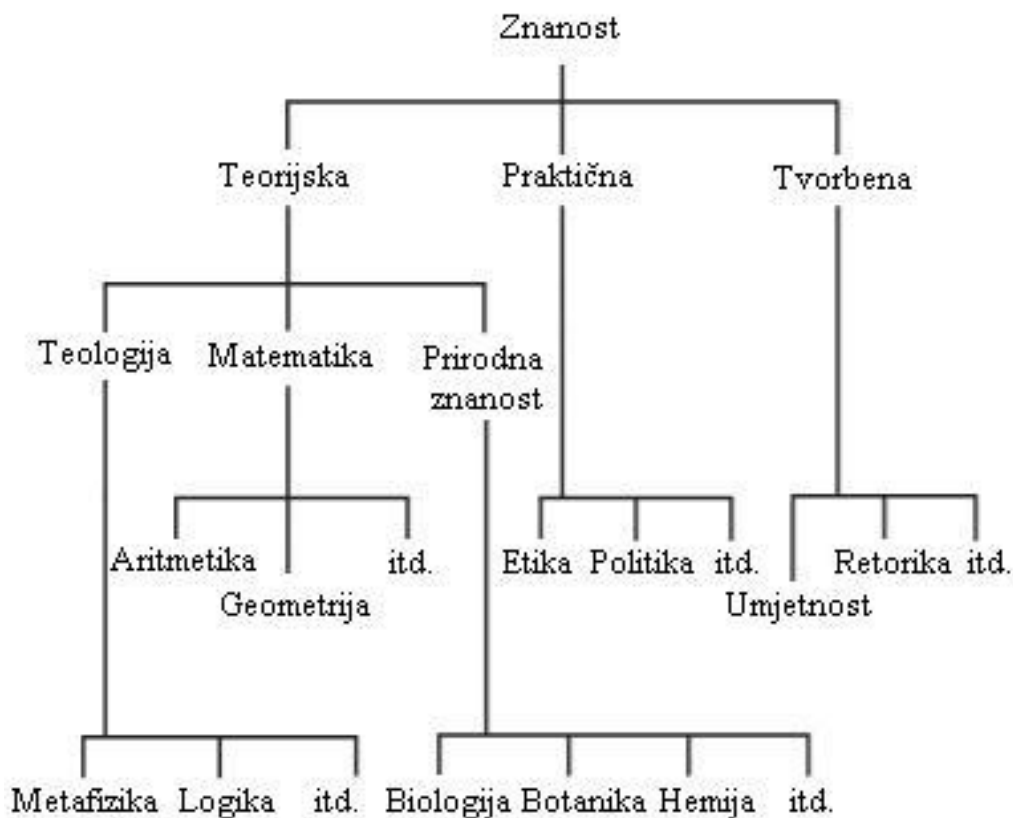 Znanost
Teorijska Praktična Tvorbena
Teologija Matematika Prirodna
znanost
Aritmetika itd. Etika Politika itd. Retorika itd.
Geometrija Umjetnost
Metafizika Logika itd. Biologija Botanika Hemija itd.